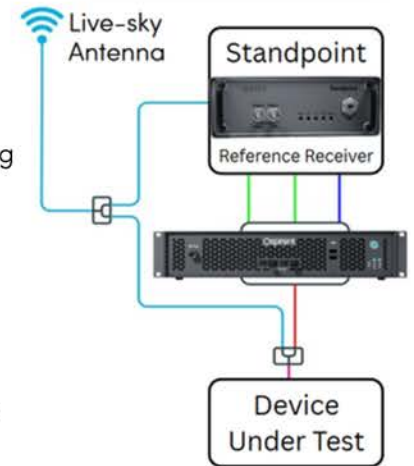 Live-sky
Antenna
Standpoint
Reference Receiver
g
Device
Under Test